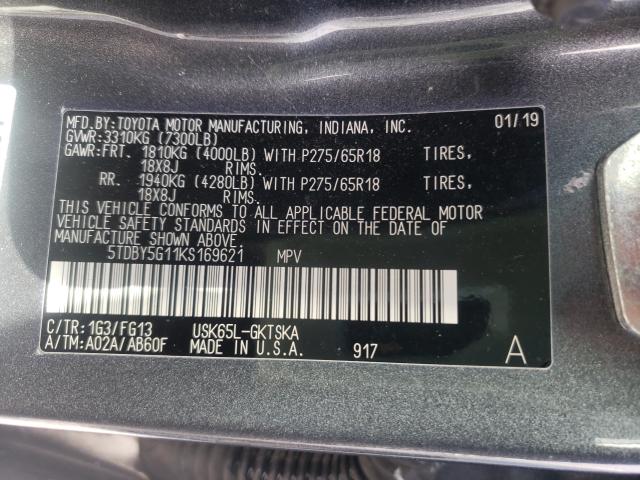 MFD.BY:TOYOTA MOTOR MANUFACTURING, INDIANA, INC. 01/19
GVWR:3310KG (7300LB)
GAWR:FRT. 1810KG (4000LB) WITH P275/65R18 TIRES,
18X8J RIMS.
RR. 1940KG (4280LB) WITH P275/65R18 TIRES,
18X8J RIMS.
THIS VEHICLE CONFORMS TO ALL APPLICABLE FEDERAL MOTOR
VEHICLE SAFETY STANDARDS IN EFFECT ON THE DATE OF
MANUFACTURE SHOWN ABOVE.
5TDBY5G11KS169621 MPV
C/TR:1G3/FG13 USK65L-GKTSKA
A/TM:A02A/AB60F MADE IN U.S.A. 917 A